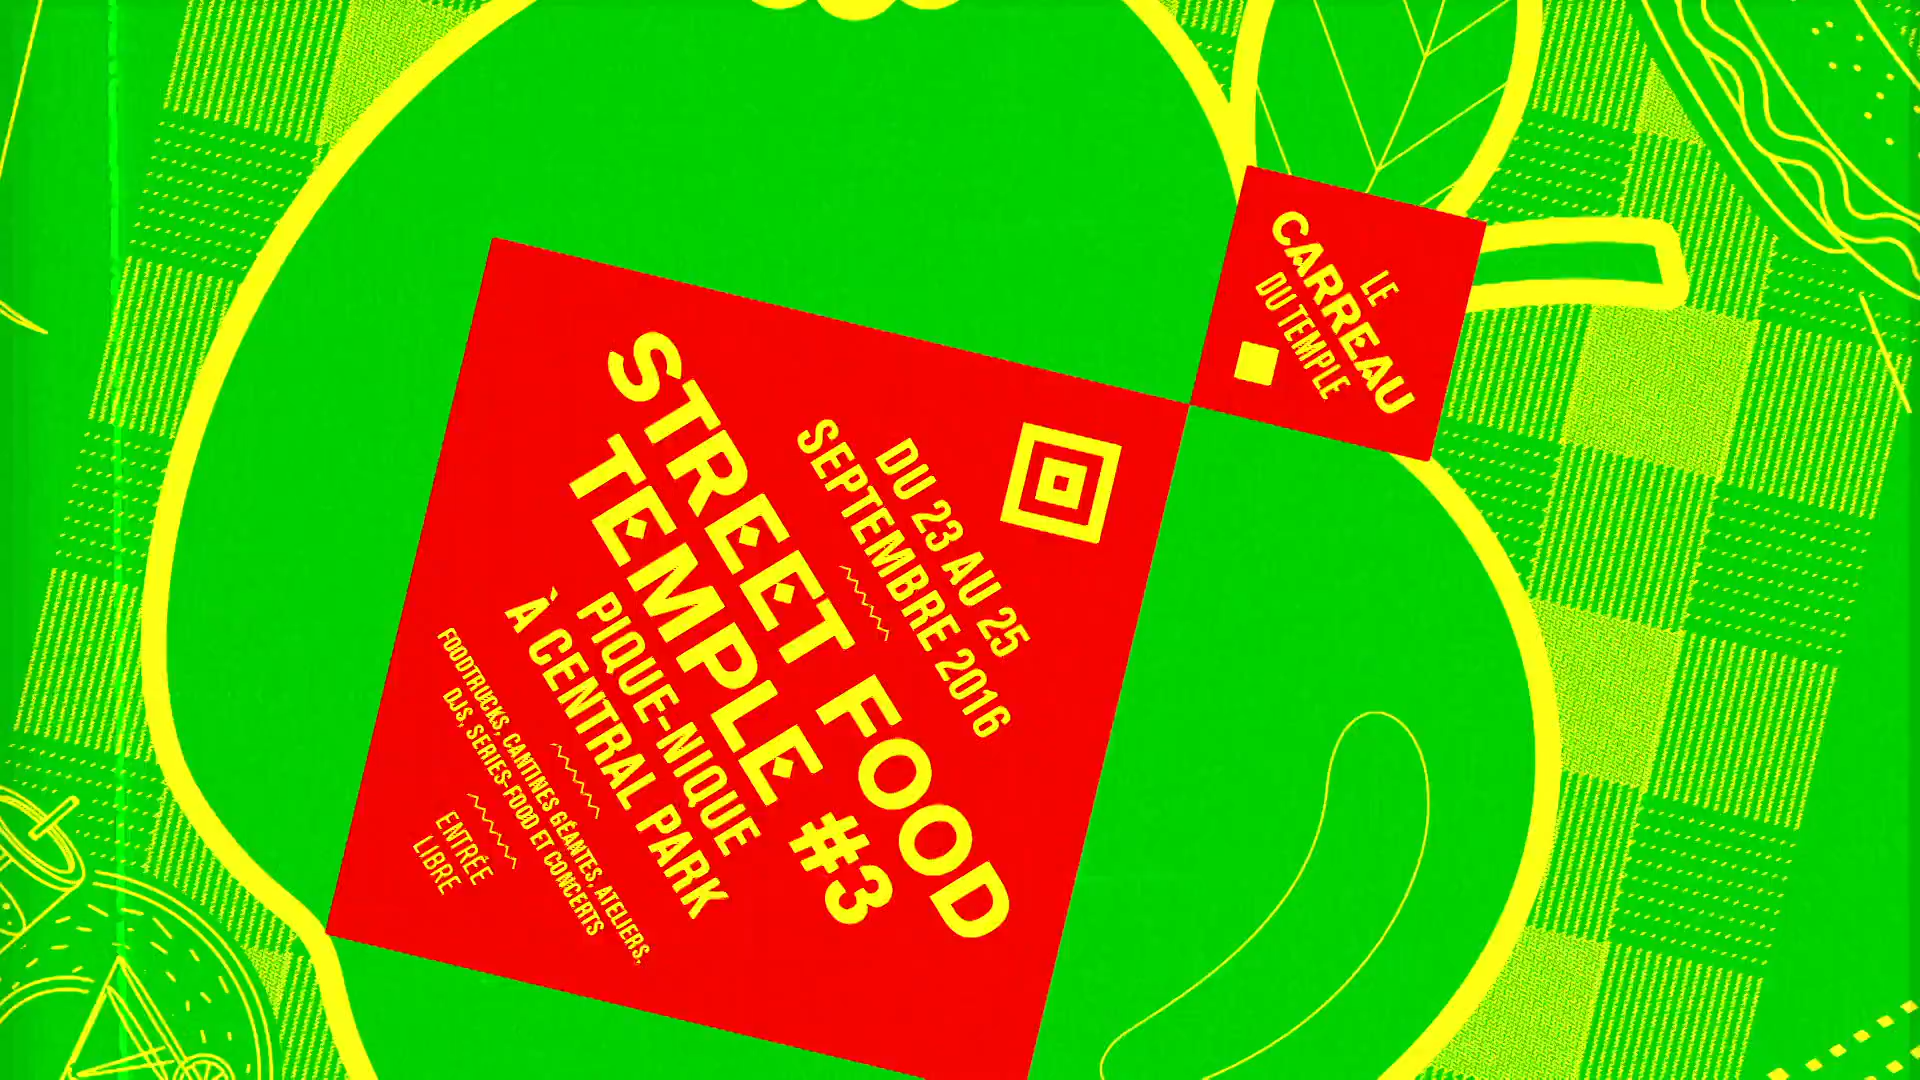 LE
CARREAU
DU TEMPLE
DU 23 AU 25
SEPTEMBRE 2016
STREET FOOD
TEMPLE #3
PIQUE-NIQUE
À CENTRAL PARK
FOODTRUCKS, CANTINES GÉANTES, ATELIERS,
DJS, SERIES-FOOD ET CONCERTS
ENTRÉE
LIBRE